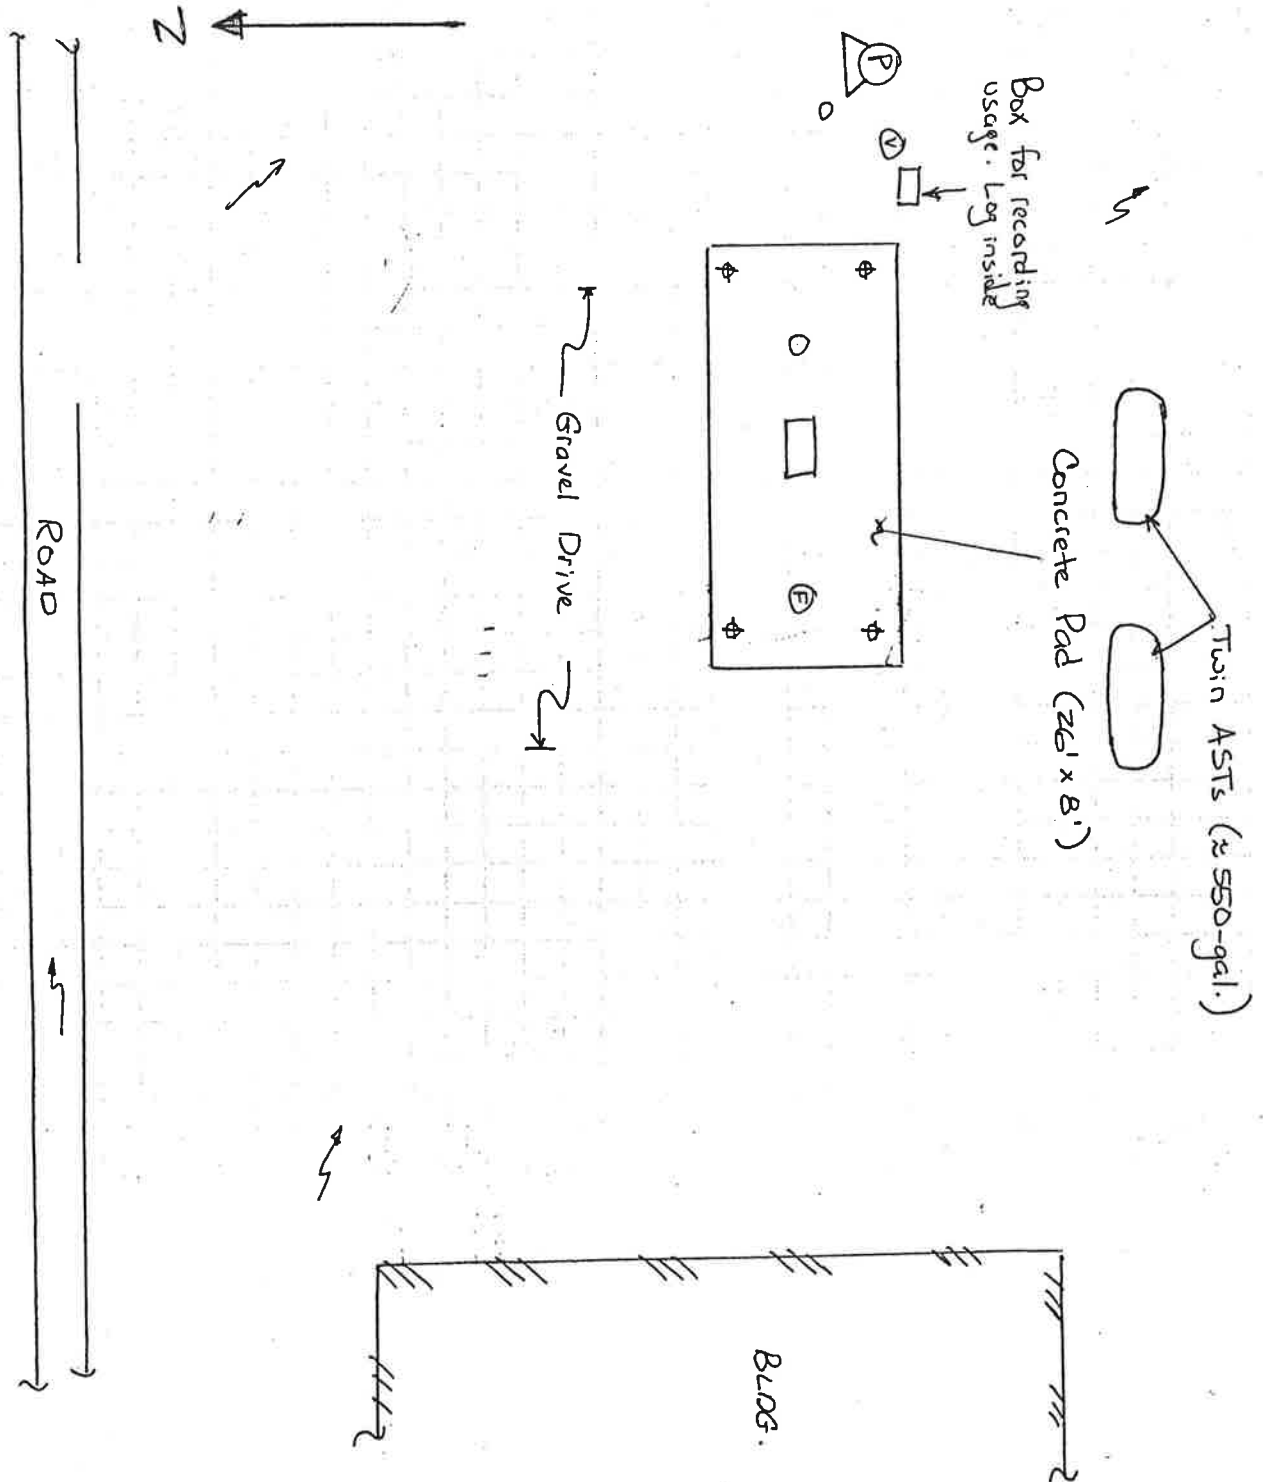 Twin ASTs (≈ 550-gal.)
Concrete Pad (26' x 8')
Box for recording
usage. Log inside
P
V
F
Gravel Drive
BLDG.
N
ROAD